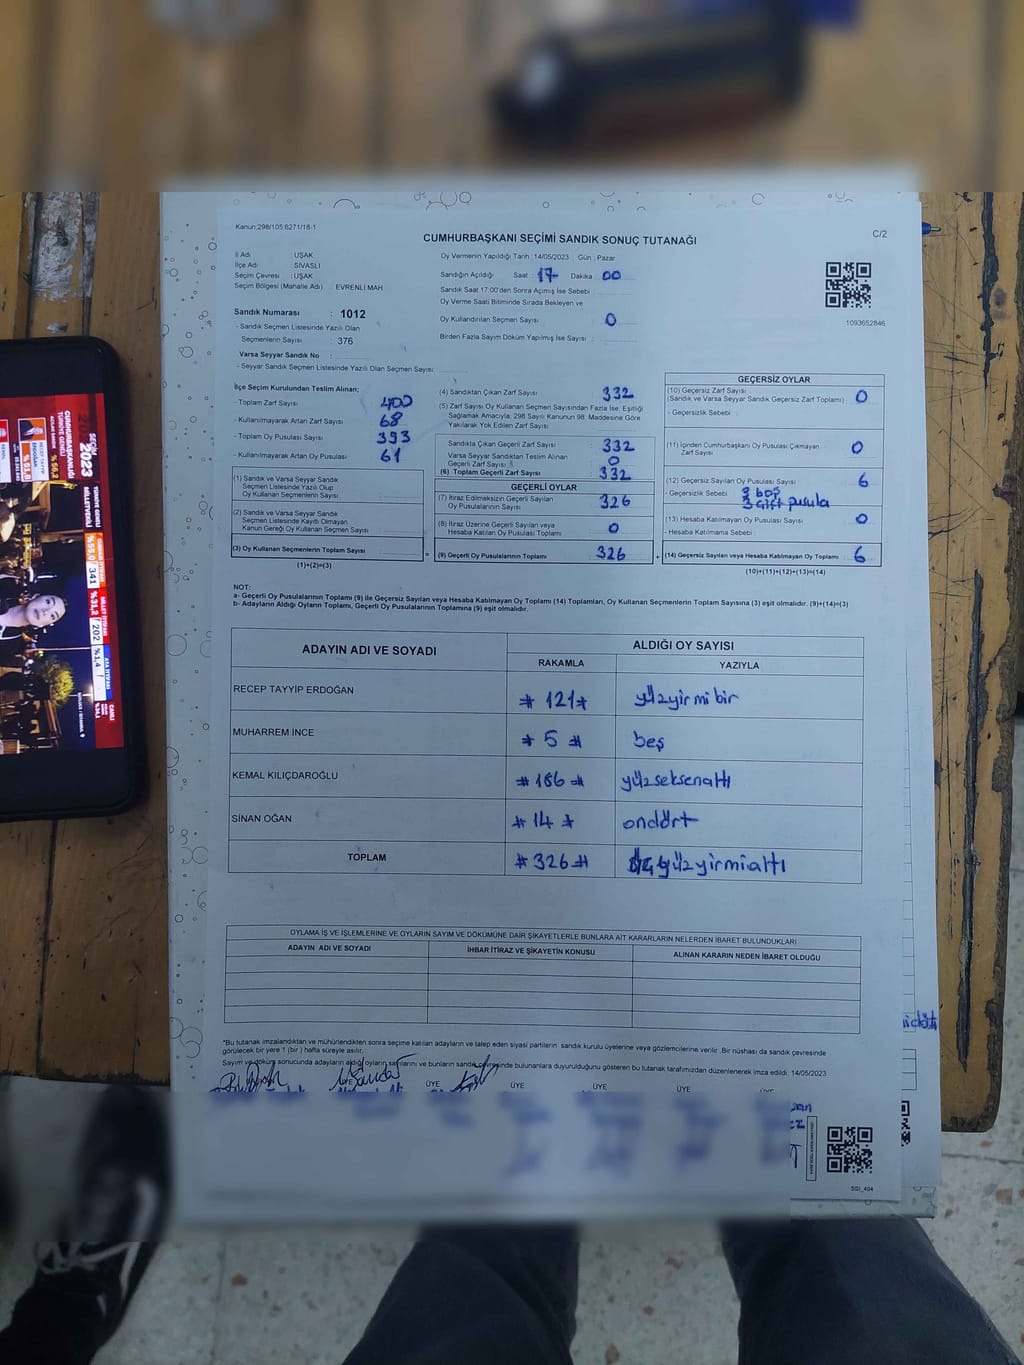 Kanun:298/105,6271/18-1
C/2
CUMHURBAŞKANI SEÇİMİ SANDIK SONUÇ TUTANAĞI
İl Adı : UŞAK
İlçe Adı : SİVASLI
Seçim Çevresi : UŞAK
Seçim Bölgesi (Mahalle Adı) : EVRENLİ MAH
Sandık Numarası : 1012
- Sandık Seçmen Listesinde Yazılı Olan
Seçmenlerin Sayısı : 376
Varsa Seyyar Sandık No :
- Seyyar Sandık Seçmen Listesinde Yazılı Olan Seçmen Sayısı :
Oy Vermenin Yapıldığı Tarih : 14/05/2023 Gün : Pazar
Sandığın Açıldığı Saat : 17- Dakika : 00
Sandık Saat 17:00'den Sonra Açımış İse Sebebi :
Oy Verme Saati Bitiminde Sırada Bekleyen ve
Oy Kullandırılan Seçmen Sayısı : 0
Birden Fazla Sayım Döküm Yapılmış İse Sayısı :
1093652846
İlçe Seçim Kurulundan Teslim Alınan;
- Toplam Zarf Sayısı : 400
- Kullanılmayarak Artan Zarf Sayısı : 68
- Toplam Oy Pusulası Sayısı : 393
- Kullanılmayarak Artan Oy Pusulası : 61
(1) Sandık ve Varsa Seyyar Sandık
Seçmen Listesinde Yazılı Olup
Oy Kullanan Seçmenlerin Sayısı :
(2) Sandık ve Varsa Seyyar Sandık
Seçmen Listesinde Kayıtlı Olmayan
Kanun Gereği Oy Kullanan Seçmen Sayısı :
(3) Oy Kullanan Seçmenlerin Toplam Sayısı :
(1)+(2)=(3)
(4) Sandıktan Çıkan Zarf Sayısı : 332
(5) Zarf Sayısı Oy Kullanan Seçmen Sayısından Fazla İse, Eşitliği
Sağlamak Amacıyla, 298 Sayılı Kanunun 98. Maddesine Göre
Yakılarak Yok Edilen Zarf Sayısı :
Sandıkta Çıkan Geçerli Zarf Sayısı : 332
Varsa Seyyar Sandıktan Teslim Alınan
Geçerli Zarf Sayısı : 0
(6) Toplam Geçerli Zarf Sayısı : 332
GEÇERLİ OYLAR
(7) İtiraz Edilmeksizin Geçerli Sayılan
Oy Pusulasının Sayısı : 326
(8) İtiraz Üzerine Geçerli Sayılan veya
Hesaba Katılan Oy Pusulası Toplamı : 0
= (9) Geçerli Oy Pusulalarının Toplamı : 326 +
GEÇERSİZ OYLAR
(10) Geçersiz Zarf Sayısı
(Sandık ve Varsa Seyyar Sandık Geçersiz Zarf Toplamı) : 0
- Geçersizlik Sebebi :
(11) İçinden Cumhurbaşkanı Oy Pusulası Çıkmayan
Zarf Sayısı : 0
(12) Geçersiz Sayılan Oy Pusulası Sayısı : 6
- Geçersizlik Sebebi : 3 boş
3 çift pusula
(13) Hesaba Katılmayan Oy Pusulası Sayısı : 0
- Hesaba Katılmama Sebebi :
(14) Geçersiz Sayılan veya Hesaba Katılmayan Oy Toplamı : 6
(10)+(11)+(12)+(13)=(14)
NOT:
a- Geçerli Oy Pusulalarının Toplamı (9) ile Geçersiz Sayılan veya Hesaba Katılmayan Oy Toplamı (14) Toplamları, Oy Kullanan Seçmenlerin Toplam Sayısına (3) eşit olmalıdır. (9)+(14)=(3)
b- Adayların Aldığı Oyların Toplamı, Geçerli Oy Pusulalarının Toplamına (9) eşit olmalıdır.
ADAYIN ADI VE SOYADI
ALDIĞI OY SAYISI
RAKAMLA YAZIYLA
RECEP TAYYİP ERDOĞAN # 121 # yüzyirmibir
MUHARREM İNCE # 5 # beş
KEMAL KILIÇDAROĞLU # 186 # yüzseksenaltı
SİNAN OĞAN # 14 # ondört
TOPLAM # 326 # üçyüzyirmialtı
OYLAMA İŞ VE İŞLEMLERİNE VE OYLARIN SAYIM VE DÖKÜMÜNE DAİR ŞİKAYETLERLE BUNLARA AİT KARARLARIN NELERDEN İBARET BULUNDUKLARI
ADAYIN ADI VE SOYADI İHBAR İTİRAZ VE ŞİKAYETİN KONUSU ALINAN KARARIN NEDEN İBARET OLDUĞU
*Bu tutanak imzalandıktan ve mühürlendikten sonra seçime katılan adayların ve talep eden siyasi partilerin sandık kurulu üyelerine veya gözlemcilerine verilir .Bir nüshası da sandık çevresinde
görülecek bir yere 1 (bir ) hafta süreyle asılır.
Sayım ve döküm sonucunda adayların aldığı oyların sayılarını ve bunların sandık çevresinde bulunanlara duyurulduğunu gösteren bu tutanak tarafımızdan düzenlenerek imza edildi. 14/05/2023
ÜYE ÜYE ÜYE ÜYE ÜYE
SSI_404
SEÇİM 2023
CUMHURBAŞKANLIĞI
TÜRKİYE GENELİ
ERDOĞAN
341
202
CANLI